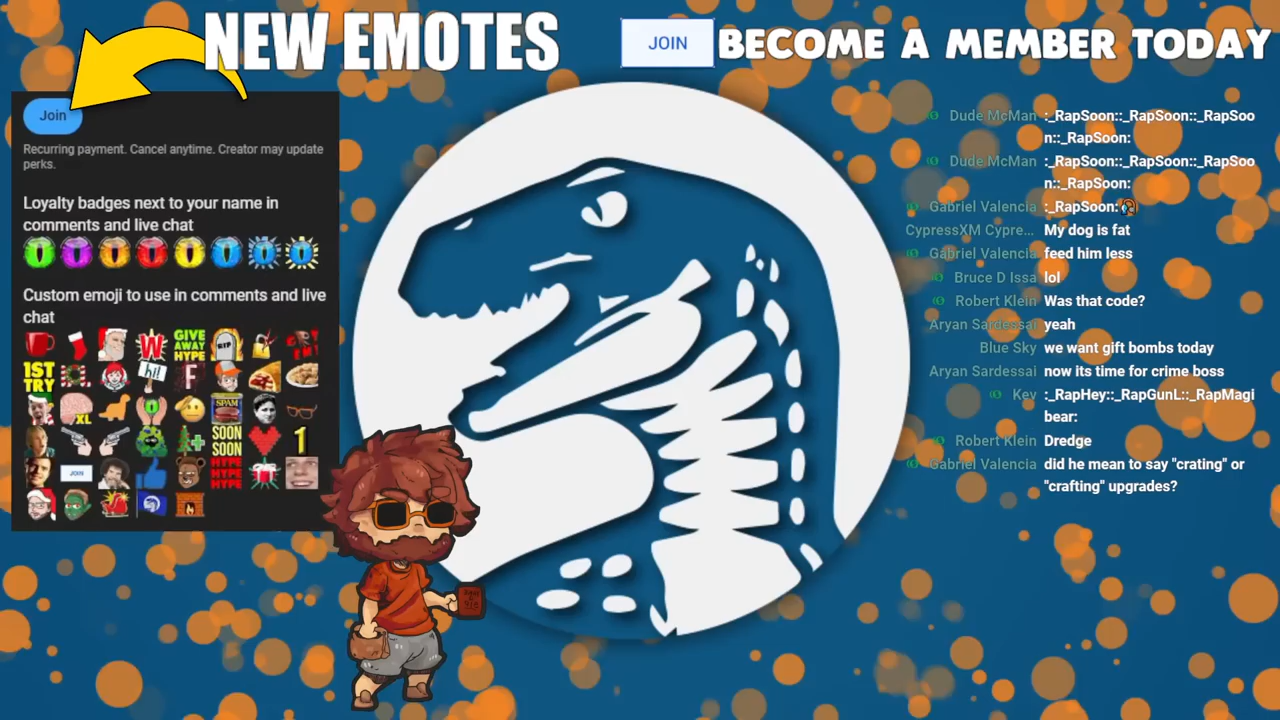 NEW EMOTES
JOIN
BECOME A MEMBER TODAY
Join
Recurring payment. Cancel anytime. Creator may update
perks.
Loyalty badges next to your name in
comments and live chat
Custom emoji to use in comments and live
chat
W
GIVE
AWAY
HYPE
RIP
1ST
TRY
hi!
F
XL
SPAM
SOON
SOON
1
JOIN
HYPE
HYPE
HYPE
Dude McMan :_RapSoon::_RapSoon::_RapSoo
n::_RapSoon:
Dude McMan :_RapSoon::_RapSoon::_RapSoo
n::_RapSoon:
Gabriel Valencia :_RapSoon:
CypressXM Cypre... My dog is fat
Gabriel Valencia feed him less
Bruce D Issa lol
Robert Klein Was that code?
Aryan Sardessai yeah
Blue Sky we want gift bombs today
Aryan Sardessai now its time for crime boss
Key :_RapHey::_RapGunL::_RapMagi
bear:
Robert Klein Dredge
Gabriel Valencia did he mean to say "crating" or
"crafting" upgrades?